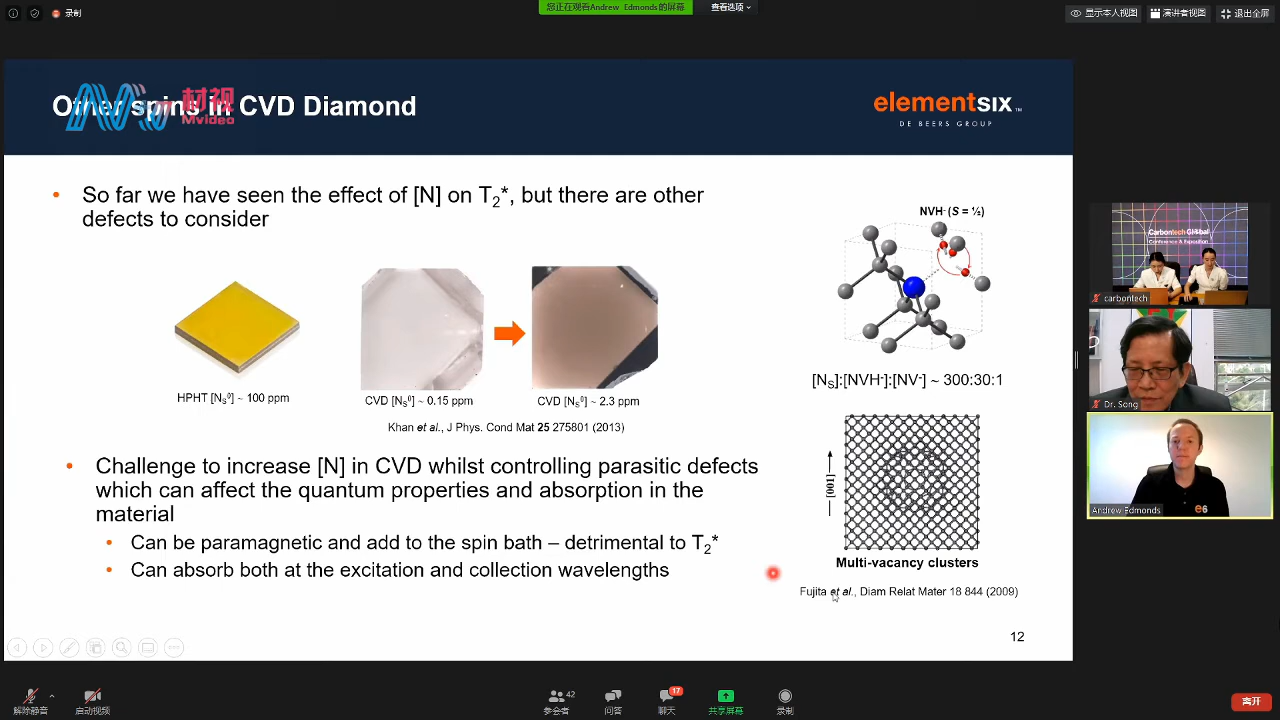 录制
您正在观看Andrew_Edmonds的屏幕
查看选项
显示本人视图
演讲者视图
退出全屏
Other spins in CVD Diamond
材视
Mvideo
elementsix™
DE BEERS GROUP
• So far we have seen the effect of [N] on T₂*, but there are other
defects to consider
HPHT [Nₛ⁰] ~ 100 ppm
CVD [Nₛ⁰] ~ 0.15 ppm
CVD [Nₛ⁰] ~ 2.3 ppm
Khan et al., J Phys. Cond Mat 25 275801 (2013)
• Challenge to increase [N] in CVD whilst controlling parasitic defects
which can affect the quantum properties and absorption in the
material
• Can be paramagnetic and add to the spin bath – detrimental to T₂*
• Can absorb both at the excitation and collection wavelengths
NVH⁻ (S = ½)
[Nₛ]:[NVH⁻]:[NV⁻] ~ 300:30:1
[001]
Multi-vacancy clusters
Fujita et al., Diam Relat Mater 18 844 (2009)
12
Carbontech Global
Conference & Exposition
carbontech
Dr. Song
e6
Andrew Edmonds
解除静音
启动视频
42
参会者
问答
17
聊天
共享屏幕
录制
离开